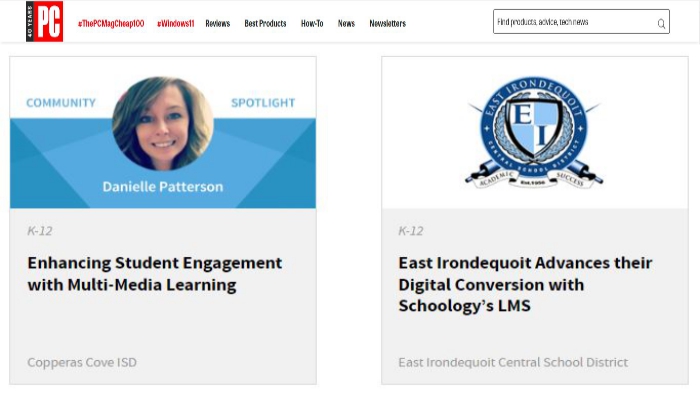 40 YEARS
PC
#ThePCMagCheap100 #Windows11 Reviews Best Products How-To News Newsletters
Find products, advice, tech news
COMMUNITY SPOTLIGHT
Danielle Patterson
K-12
Enhancing Student Engagement
with Multi-Media Learning
Copperas Cove ISD
EAST IRONDEQUOIT
E I
CENTRAL SCHOOL DISTRICT
ACADEMIC SUCCESS
Est.1956
K-12
East Irondequoit Advances their
Digital Conversion with
Schoology's LMS
East Irondequoit Central School District